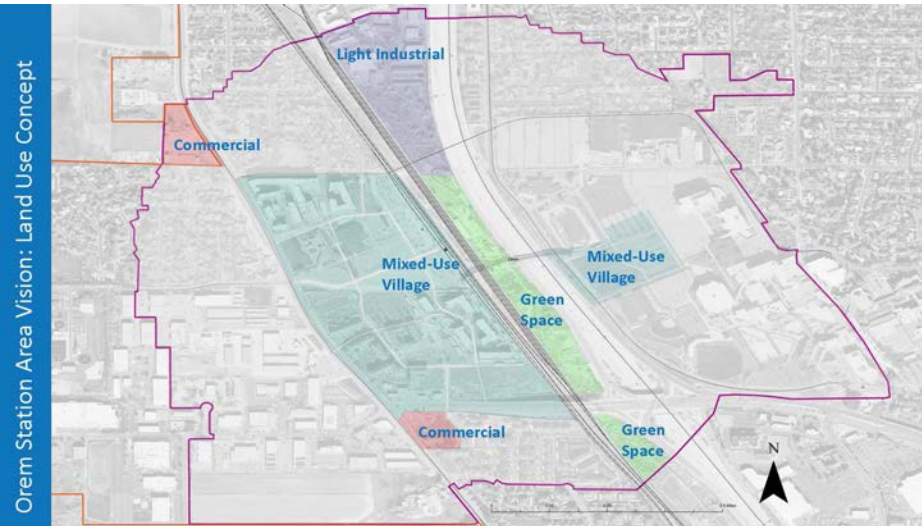 Orem Station Area Vision: Land Use Concept
Light Industrial
Commercial
Mixed-Use
Village
Mixed-Use
Village
Green
Space
Commercial
Green
Space
N